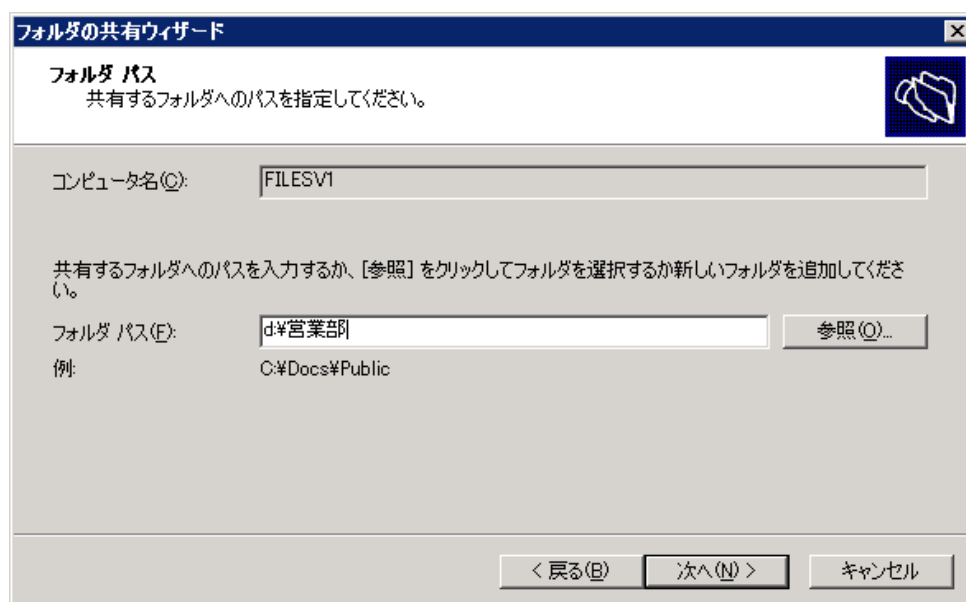 フォルダの共有ウィザード
フォルダ パス
共有するフォルダへのパスを指定してください。
コンピュータ名(C):
FILESV1
共有するフォルダへのパスを入力するか、[参照] をクリックしてフォルダを選択するか新しいフォルダを追加してくださ
い。
フォルダ パス(F):
d:¥営業部
参照(O)...
例:
C:¥Docs¥Public
< 戻る(B)
次へ(N) >
キャンセル